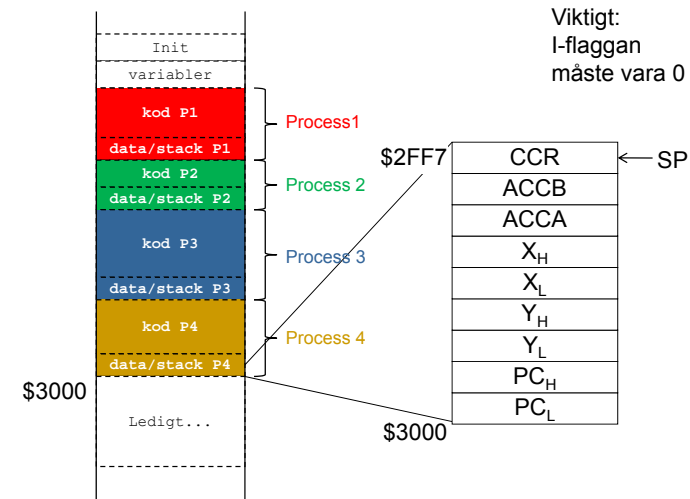 Init
variabler
kod P1
data/stack P1
kod P2
data/stack P2
kod P3
data/stack P3
kod P4
data/stack P4
$3000
Ledigt...
Process1
Process 2
Process 3
Process 4
Viktigt:
I-flaggan
måste vara 0
$2FF7
CCR
SP
ACCB
ACCA
XH
XL
YH
YL
PCH
PCL
$3000